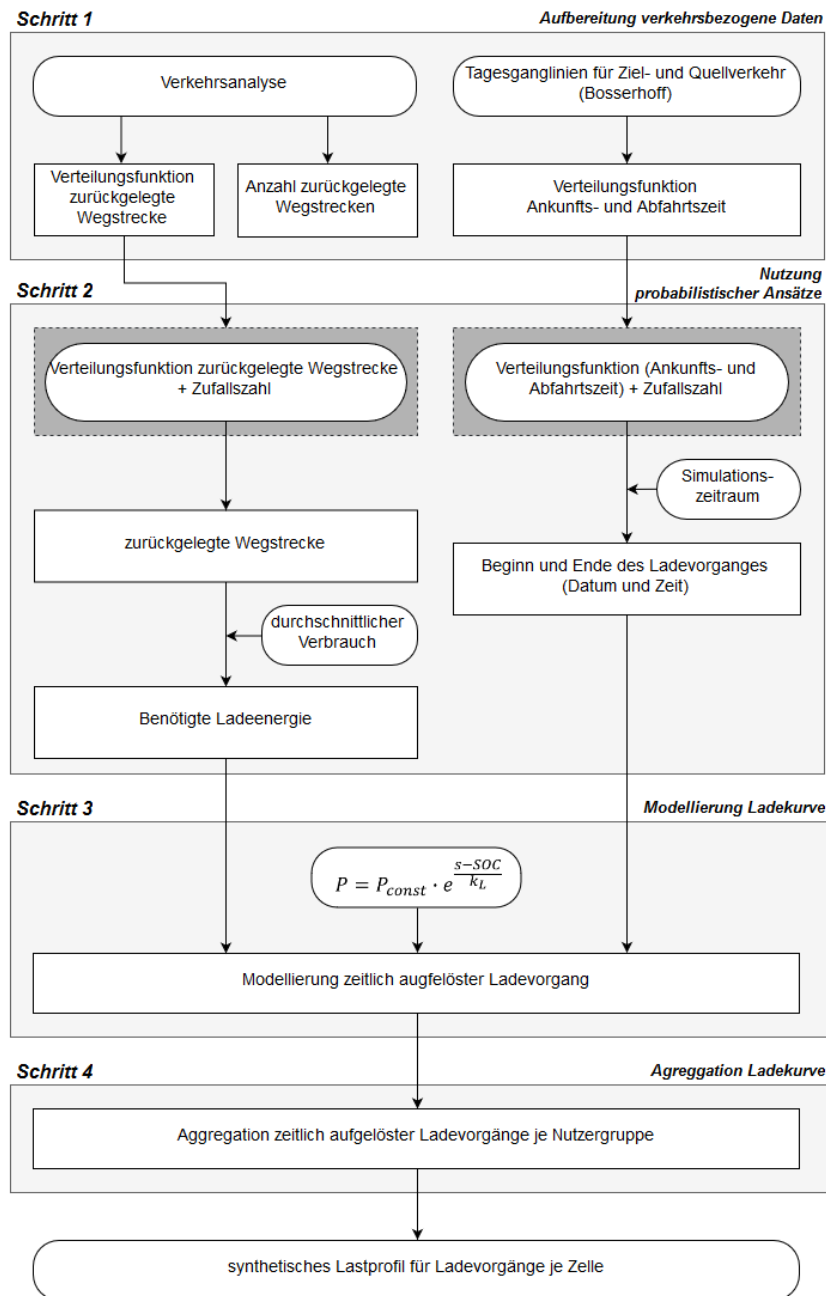 Schritt 1
Aufbereitung verkehrsbezogene Daten
Verkehrsanalyse
Tagesganglinien für Ziel- und Quellverkehr
(Bosserhoff)
Verteilungsfunktion
zurückgelegte
Wegstrecke
Anzahl zurückgelegte
Wegstrecken
Verteilungsfunktion
Ankunfts- und Abfahrtszeit
Schritt 2
Nutzung
probabilistischer Ansätze
Verteilungsfunktion zurückgelegte Wegstrecke
+ Zufallszahl
Verteilungsfunktion (Ankunfts- und
Abfahrtszeit) + Zufallszahl
Simulations-
zeitraum
zurückgelegte Wegstrecke
Beginn und Ende des Ladevorganges
(Datum und Zeit)
durchschnittlicher
Verbrauch
Benötigte Ladeenergie
Schritt 3
Modellierung Ladekurve
P = P_const · e^((s−SOC)/k_L)
Modellierung zeitlich augfelöster Ladevorgang
Schritt 4
Agreggation Ladekurve
Aggregation zeitlich aufgelöster Ladevorgänge je Nutzergruppe
synthetisches Lastprofil für Ladevorgänge je Zelle